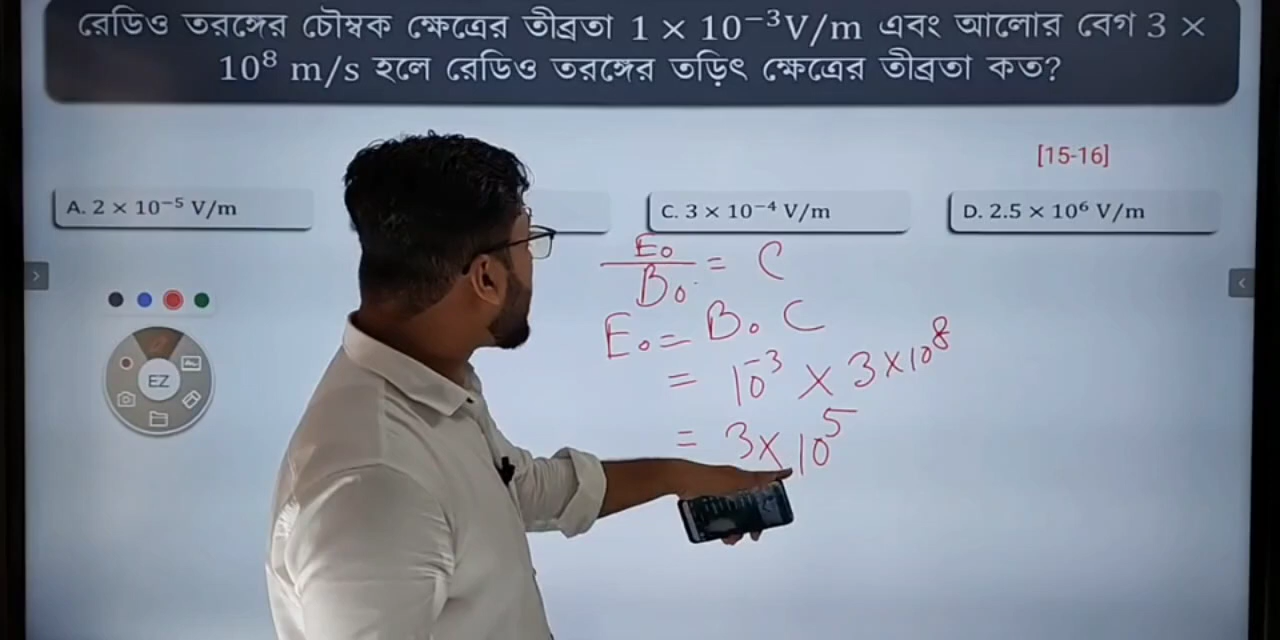 রেডিও তরঙ্গের চৌম্বক ক্ষেত্রের তীব্রতা 1 × 10⁻³V/m এবং আলোর বেগ 3 ×
10⁸ m/s হলে রেডিও তরঙ্গের তড়িৎ ক্ষেত্রের তীব্রতা কত?
[15-16]
A. 2 × 10⁻⁵ V/m
C. 3 × 10⁻⁴ V/m
D. 2.5 × 10⁶ V/m
E₀/B₀ = C
E₀ = B₀ C
= 10⁻³ × 3×10⁸
= 3×10⁵
EZ